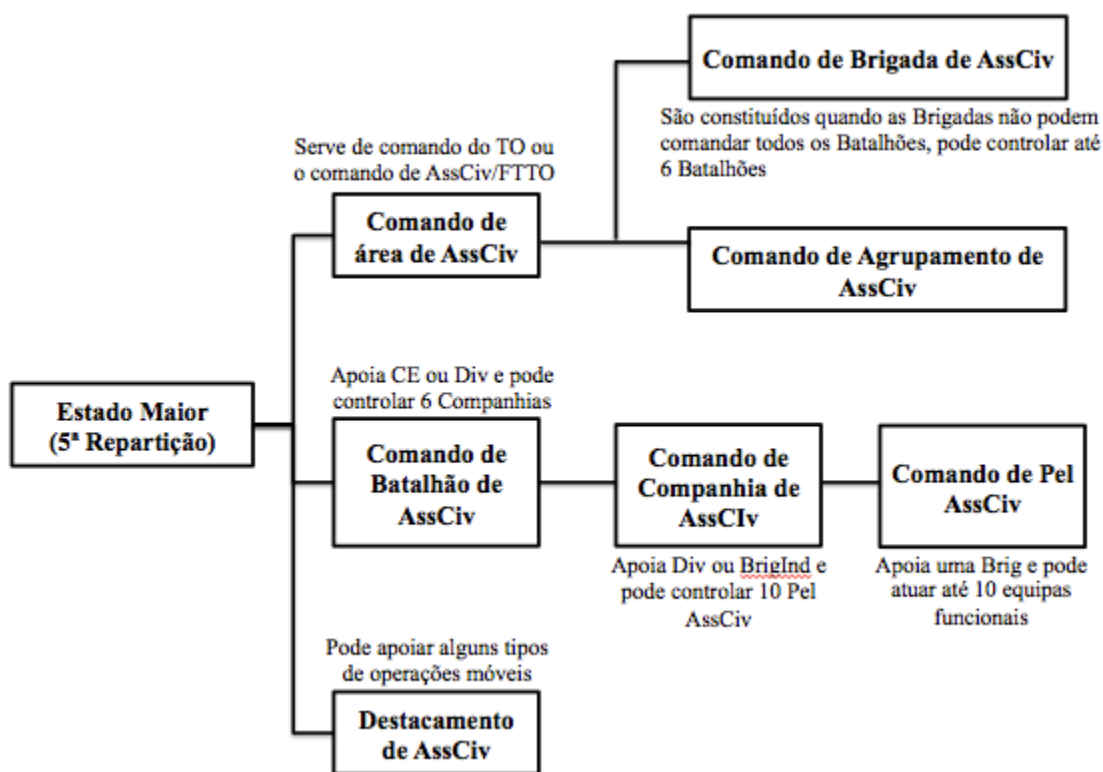 Comando de Brigada de AssCiv
São constituídos quando as Brigadas não podem
comandar todos os Batalhões, pode controlar até
6 Batalhões
Serve de comando do TO ou
o comando de AssCiv/FTTO
Comando de
área de AssCiv
Comando de Agrupamento de
AssCiv
Estado Maior
(5ª Repartição)
Apoia CE ou Div e pode
controlar 6 Companhias
Comando de
Batalhão de
AssCiv
Comando de
Companhia de
AssCIv
Apoia Div ou BrigInd e
pode controlar 10 Pel
AssCiv
Comando de Pel
AssCiv
Apoia uma Brig e pode
atuar até 10 equipas
funcionais
Pode apoiar alguns tipos
de operações móveis
Destacamento
de AssCiv